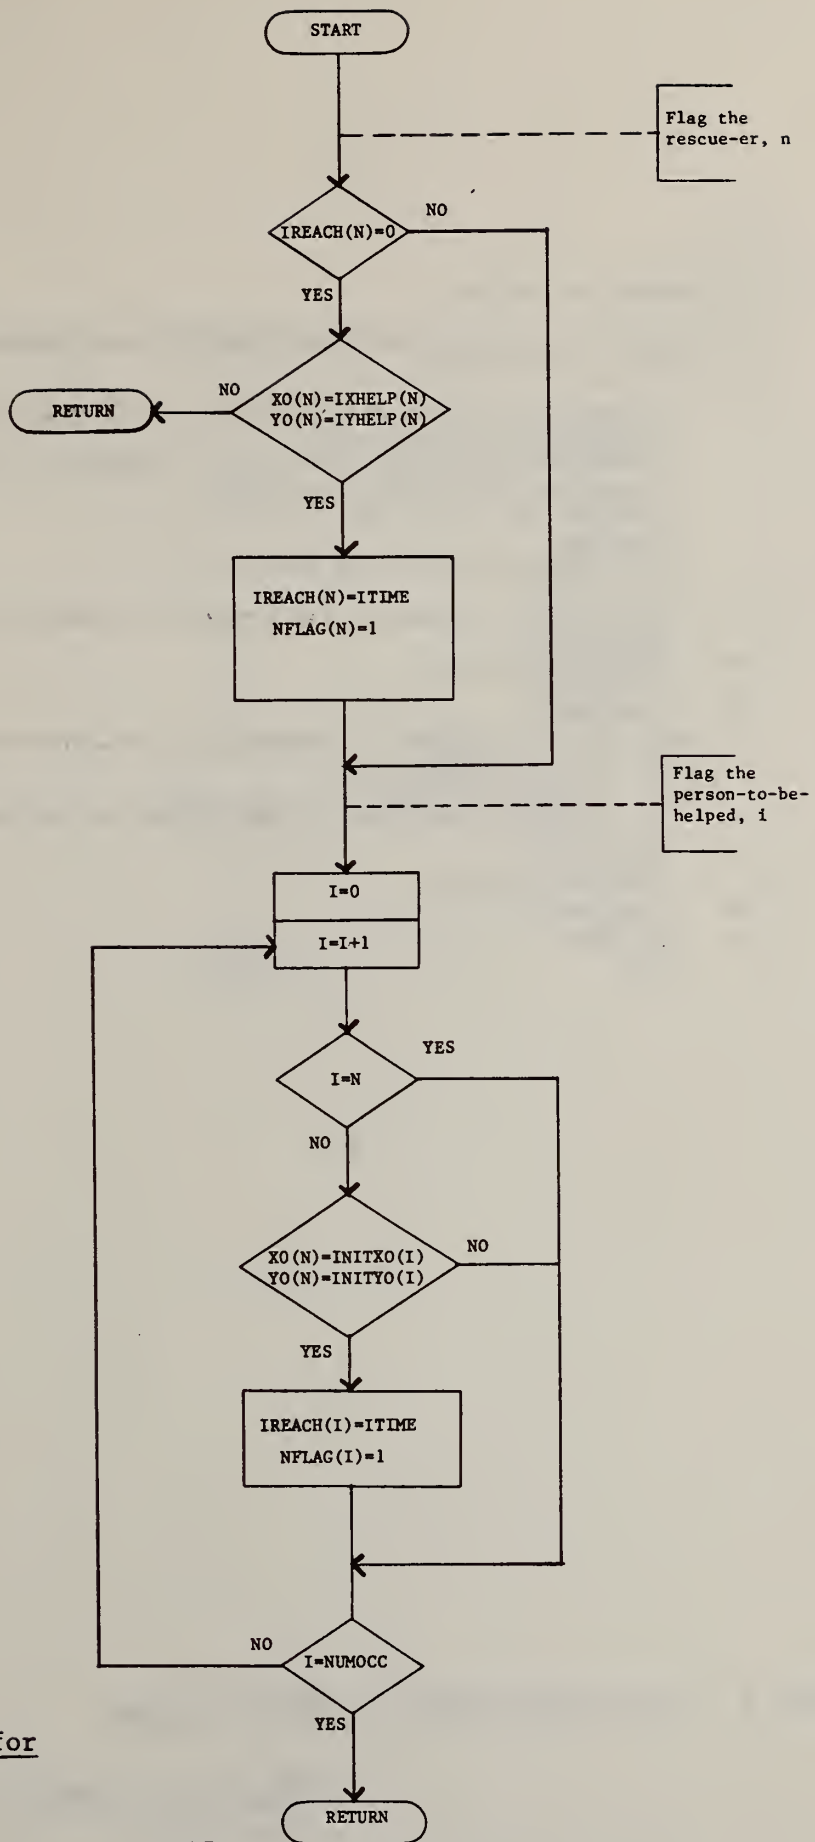 START
Flag the
rescue-er, n
IREACH(N)=0
NO
YES
XO(N)=IXHELP(N)
YO(N)=IYHELP(N)
NO
RETURN
YES
IREACH(N)=ITIME
NFLAG(N)=1
Flag the
person-to-be-
helped, i
I=0
I=I+1
I=N
YES
NO
XO(N)=INITXO(I)
YO(N)=INITYO(I)
NO
YES
IREACH(I)=ITIME
NFLAG(I)=1
I=NUMOCC
NO
YES
for
RETURN